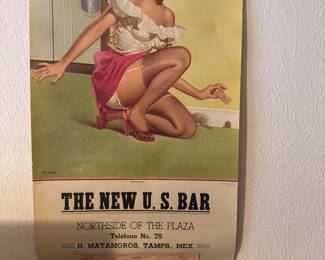 THE NEW U. S. BAR
NORTHSIDE OF THE PLAZA
Teléfono No. 75
H. MATAMOROS, TAMPS., MEX.